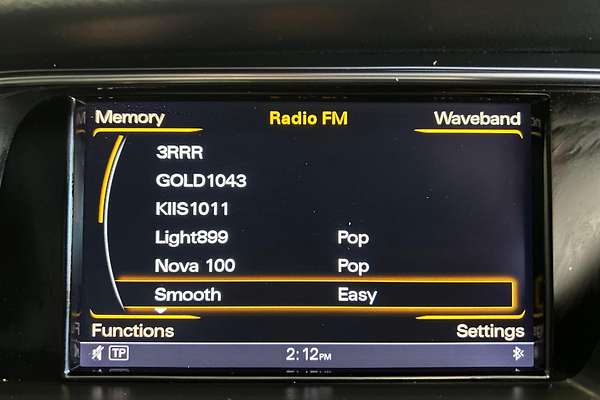 Memory Radio FM Waveband
3RRR
GOLD1043
KIIS1011
Light899 Pop
Nova 100 Pop
Smooth Easy
Functions Settings
TP 2:12PM